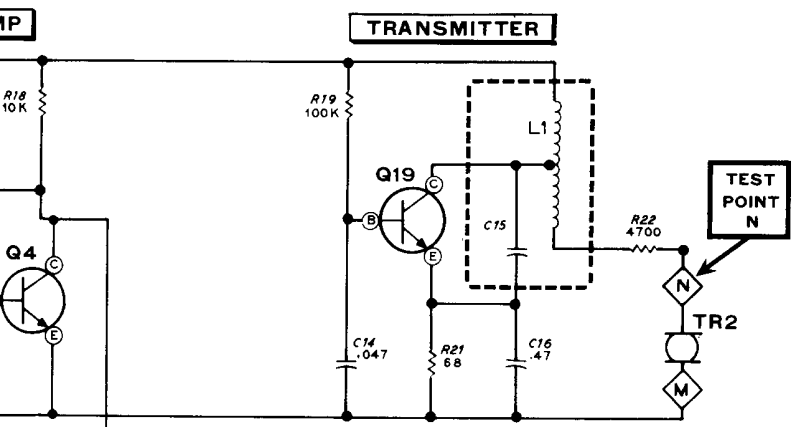 MP
TRANSMITTER
R18
10K
R19
100K
L1
Q19
C
B
E
C15
R22
4700
TEST
POINT
N
N
Q4
C
E
TR2
C14
.047
R21
68
C16
.47
M